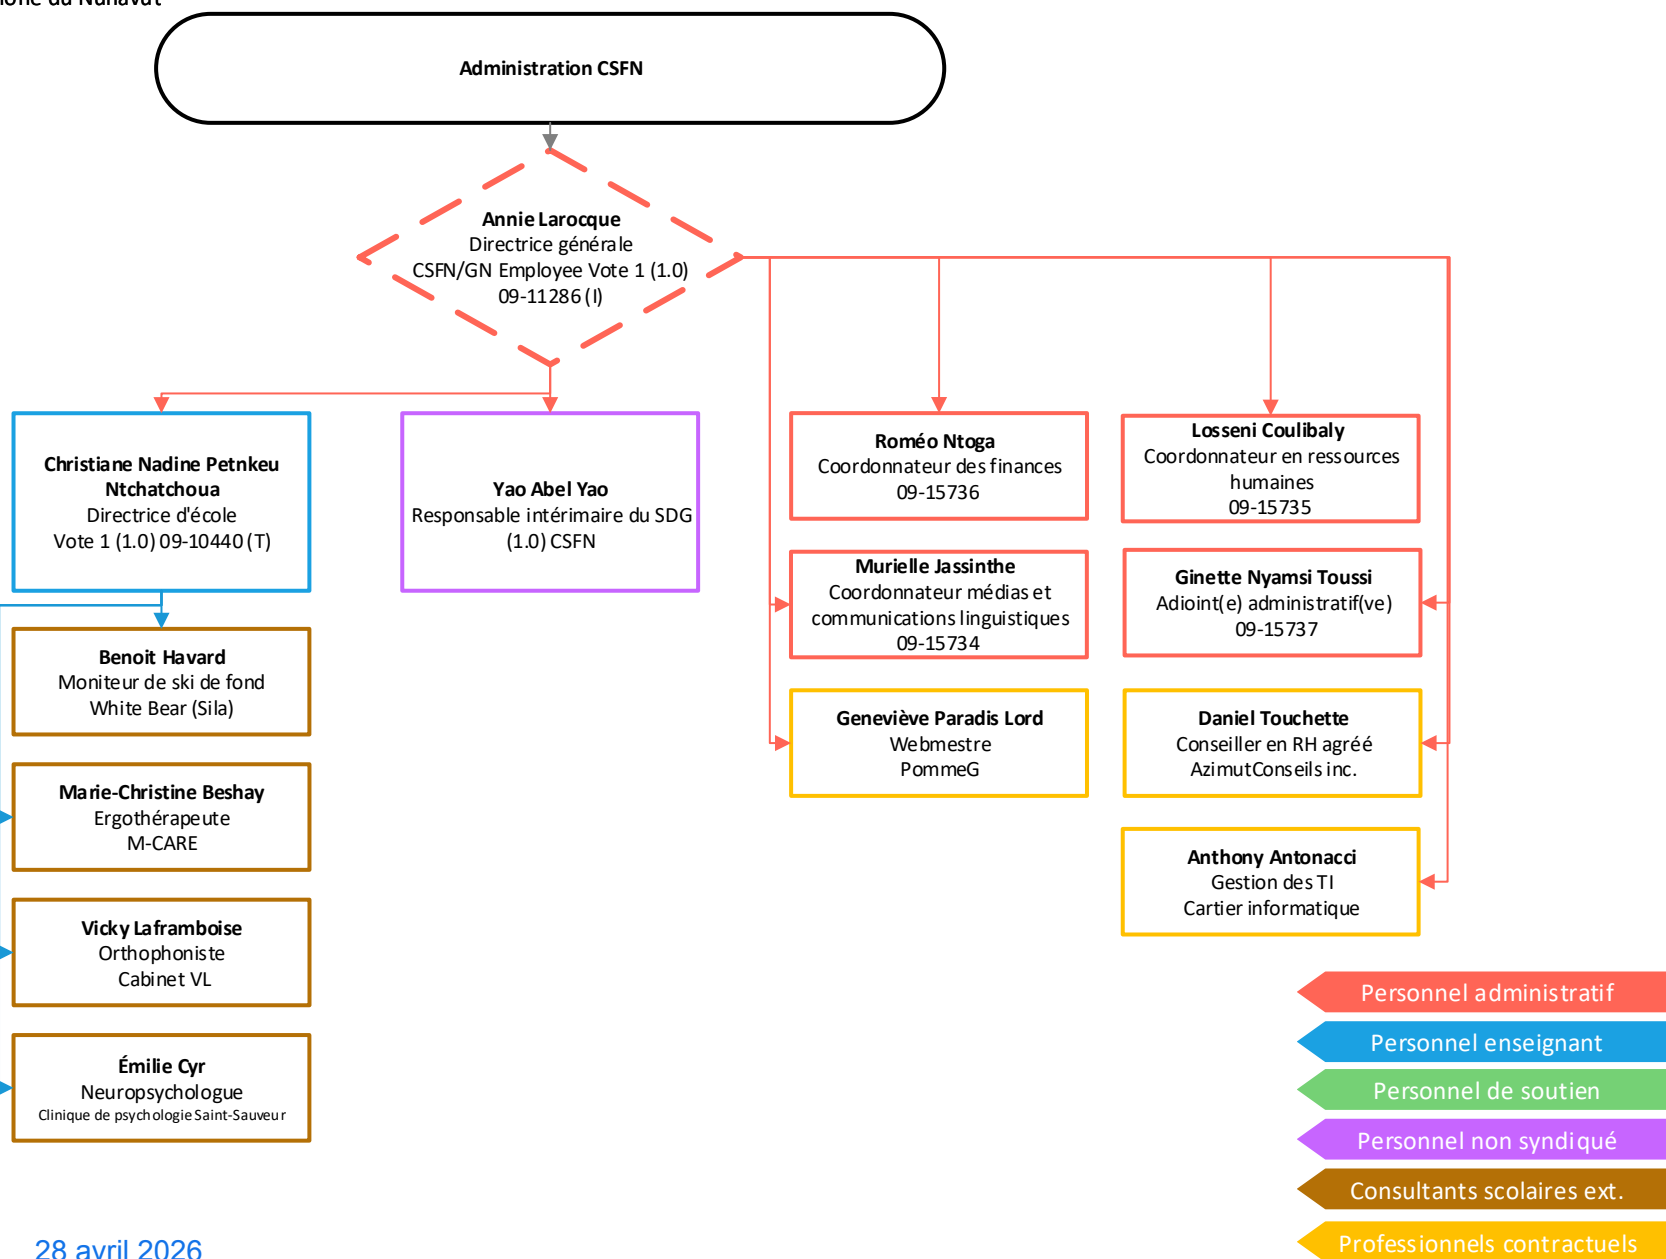 du Nunavut
Administration CSFN
Annie Larocque
Directrice générale
CSFN/GN Employee Vote 1 (1.0)
09-11286 (I)
Christiane Nadine Petnkeu
Ntchatchoua
Directrice d'école
Vote 1 (1.0) 09-10440 (T)
Yao Abel Yao
Responsable intérimaire du SDG
(1.0) CSFN
Roméo Ntoga
Coordonnateur des finances
09-15736
Losseni Coulibaly
Coordonnateur en ressources
humaines
09-15735
Murielle Jassinthe
Coordonnateur médias et
communications linguistiques
09-15734
Ginette Nyamsi Toussi
Adioint(e) administratif(ve)
09-15737
Benoit Havard
Moniteur de ski de fond
White Bear (Sila)
Geneviève Paradis Lord
Webmestre
PommeG
Daniel Touchette
Conseiller en RH agréé
AzimutConseils inc.
Marie-Christine Beshay
Ergothérapeute
M-CARE
Anthony Antonacci
Gestion des TI
Cartier informatique
Vicky Laframboise
Orthophoniste
Cabinet VL
Émilie Cyr
Neuropsychologue
Clinique de psychologie Saint-Sauveur
Personnel administratif
Personnel enseignant
Personnel de soutien
Personnel non syndiqué
Consultants scolaires ext.
Professionnels contractuels
28 avril 2026